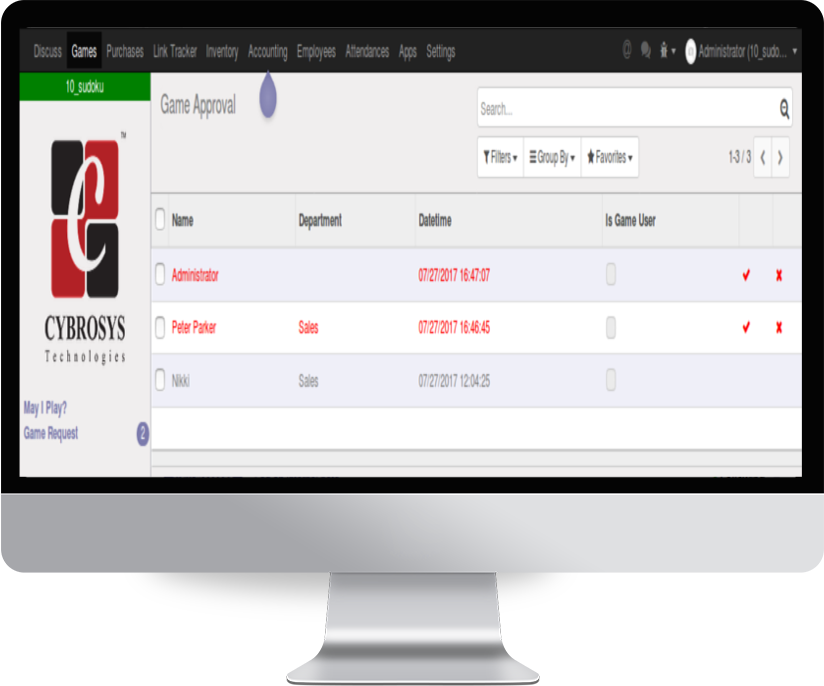 Discuss Games Purchases Link Tracker Inventory Accounting Employees Attendances Apps Settings Administrator (10_sudo...
10_sudoku
Game Approval
Search...
Filters Group By Favorites 1-3 / 3
TM
CYBROSYS
Technologies
May I Play?
Game Request 2
Name Department Datetime Is Game User
Administrator 07/27/2017 16:47:07
Peter Parker Sales 07/27/2017 16:46:45
Nikki Sales 07/27/2017 12:04:25